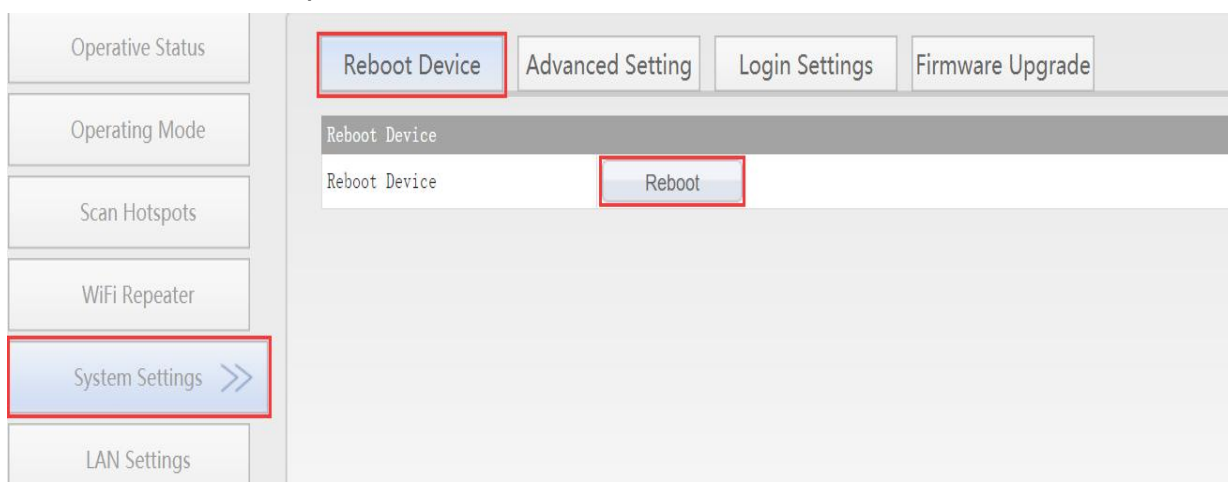 Operative Status
Operating Mode
Scan Hotspots
WiFi Repeater
System Settings
LAN Settings
Reboot Device Advanced Setting Login Settings Firmware Upgrade
Reboot Device
Reboot Device Reboot